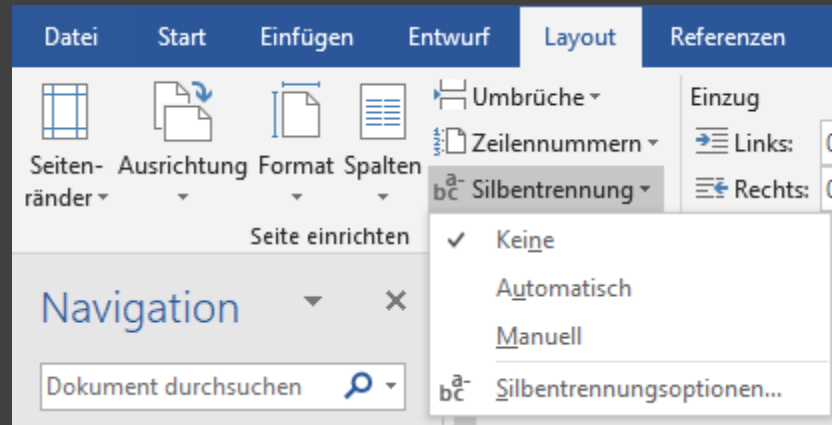 Datei Start Einfügen Entwurf Layout Referenzen
Seiten-
ränder
Ausrichtung
Format
Spalten
Umbrüche
Zeilennummern
Silbentrennung
Seite einrichten
Einzug
Links:
Rechts:
Keine
Automatisch
Manuell
Silbentrennungsoptionen...
Navigation
Dokument durchsuchen